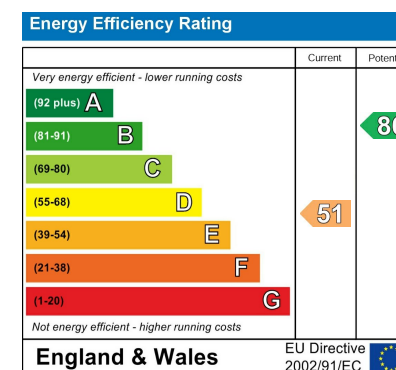 Energy Efficiency Rating
Current
Very energy efficient - lower running costs
(92 plus) A
(81-91) B
(69-80) C
(55-68) D
51
(39-54) E
(21-38) F
(1-20) G
Not energy efficient - higher running costs
England & Wales
EU Directive
2002/91/EC